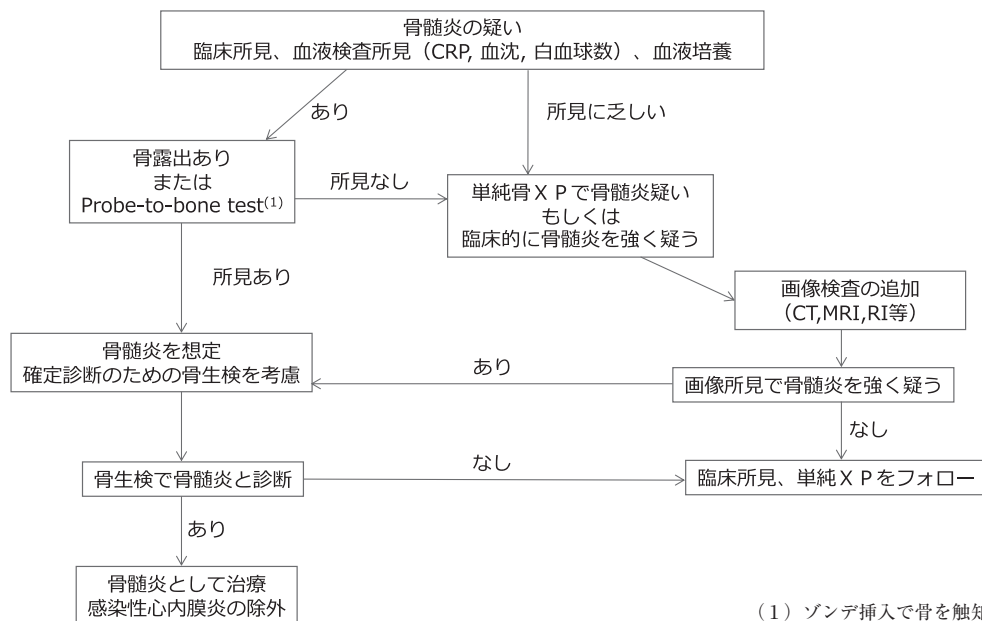 骨髄炎の疑い
臨床所見、血液検査所見（CRP, 血沈, 白血球数）、血液培養
あり
所見に乏しい
骨露出あり
または
Probe-to-bone test(1)
所見なし
単純骨ＸＰで骨髄炎疑い
もしくは
臨床的に骨髄炎を強く疑う
所見あり
画像検査の追加
（CT,MRI,RI等）
骨髄炎を想定
確定診断のための骨生検を考慮
あり
画像所見で骨髄炎を強く疑う
なし
骨生検で骨髄炎と診断
なし
臨床所見、単純ＸＰをフォロー
あり
骨髄炎として治療
感染性心内膜炎の除外
（1）ゾンデ挿入で骨を触知